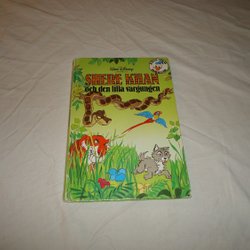 Walt Disney
SHERE KHAN
och den lilla vargungen